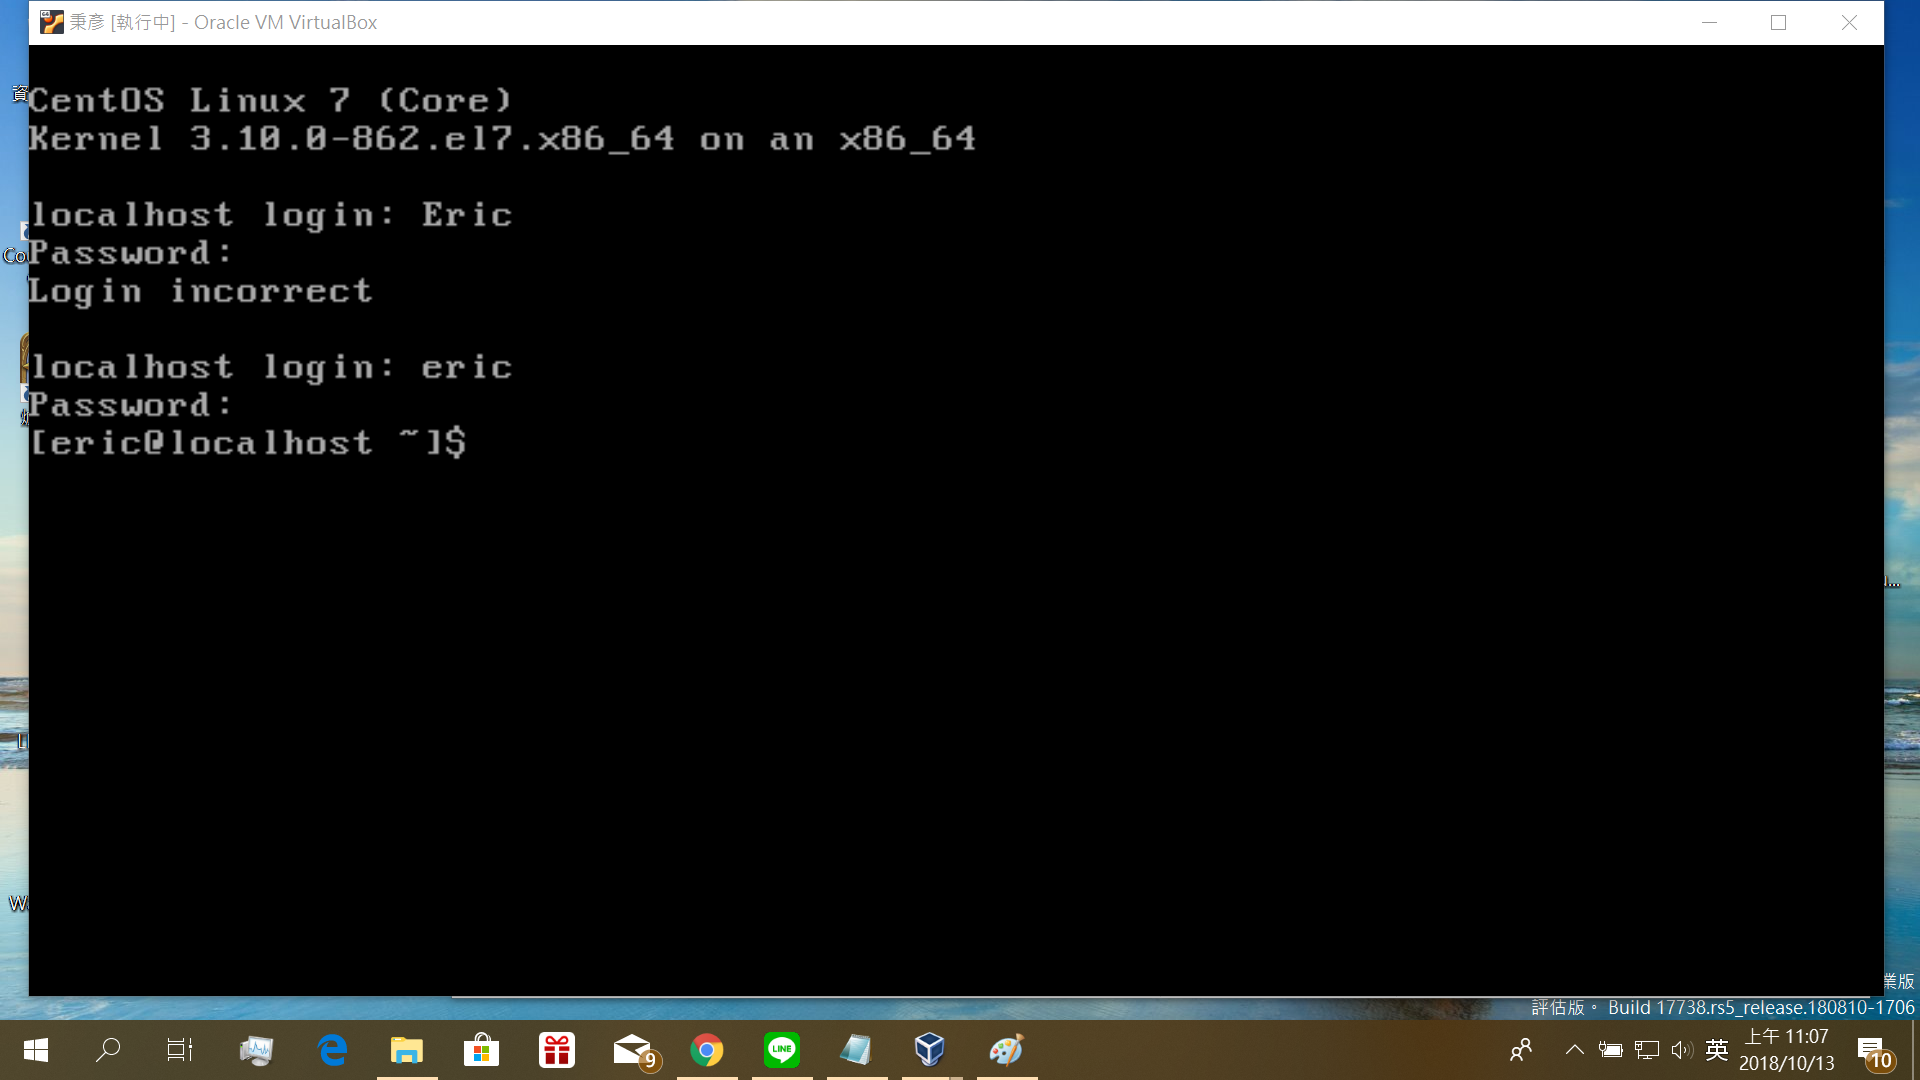 秉彥 [執行中] - Oracle VM VirtualBox
CentOS Linux 7 (Core)
Kernel 3.10.0-862.el7.x86_64 on an x86_64
localhost login: Eric
Password:
Login incorrect
localhost login: eric
Password:
[eric@localhost ~]$
資
Co
W
業版
評估版。 Build 17738.rs5_release.180810-1706
9
LINE
英
上午 11:07
2018/10/13
10